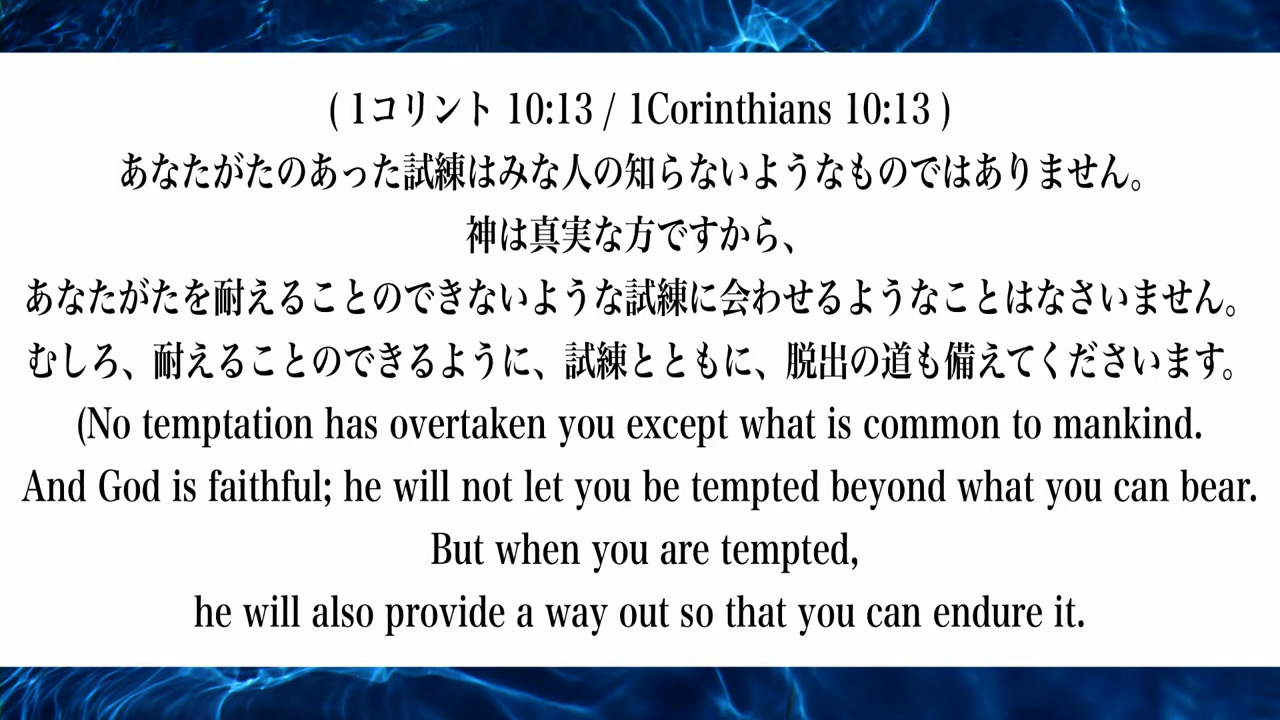 ( 1コリント 10:13 / 1Corinthians 10:13 )
あなたがたのあった試練はみな人の知らないようなものではありません。
神は真実な方ですから、
あなたがたを耐えることのできないような試練に会わせるようなことはなさいません。
むしろ、耐えることのできるように、試練とともに、脱出の道も備えてくださいます。
(No temptation has overtaken you except what is common to mankind.
And God is faithful; he will not let you be tempted beyond what you can bear.
But when you are tempted,
he will also provide a way out so that you can endure it.